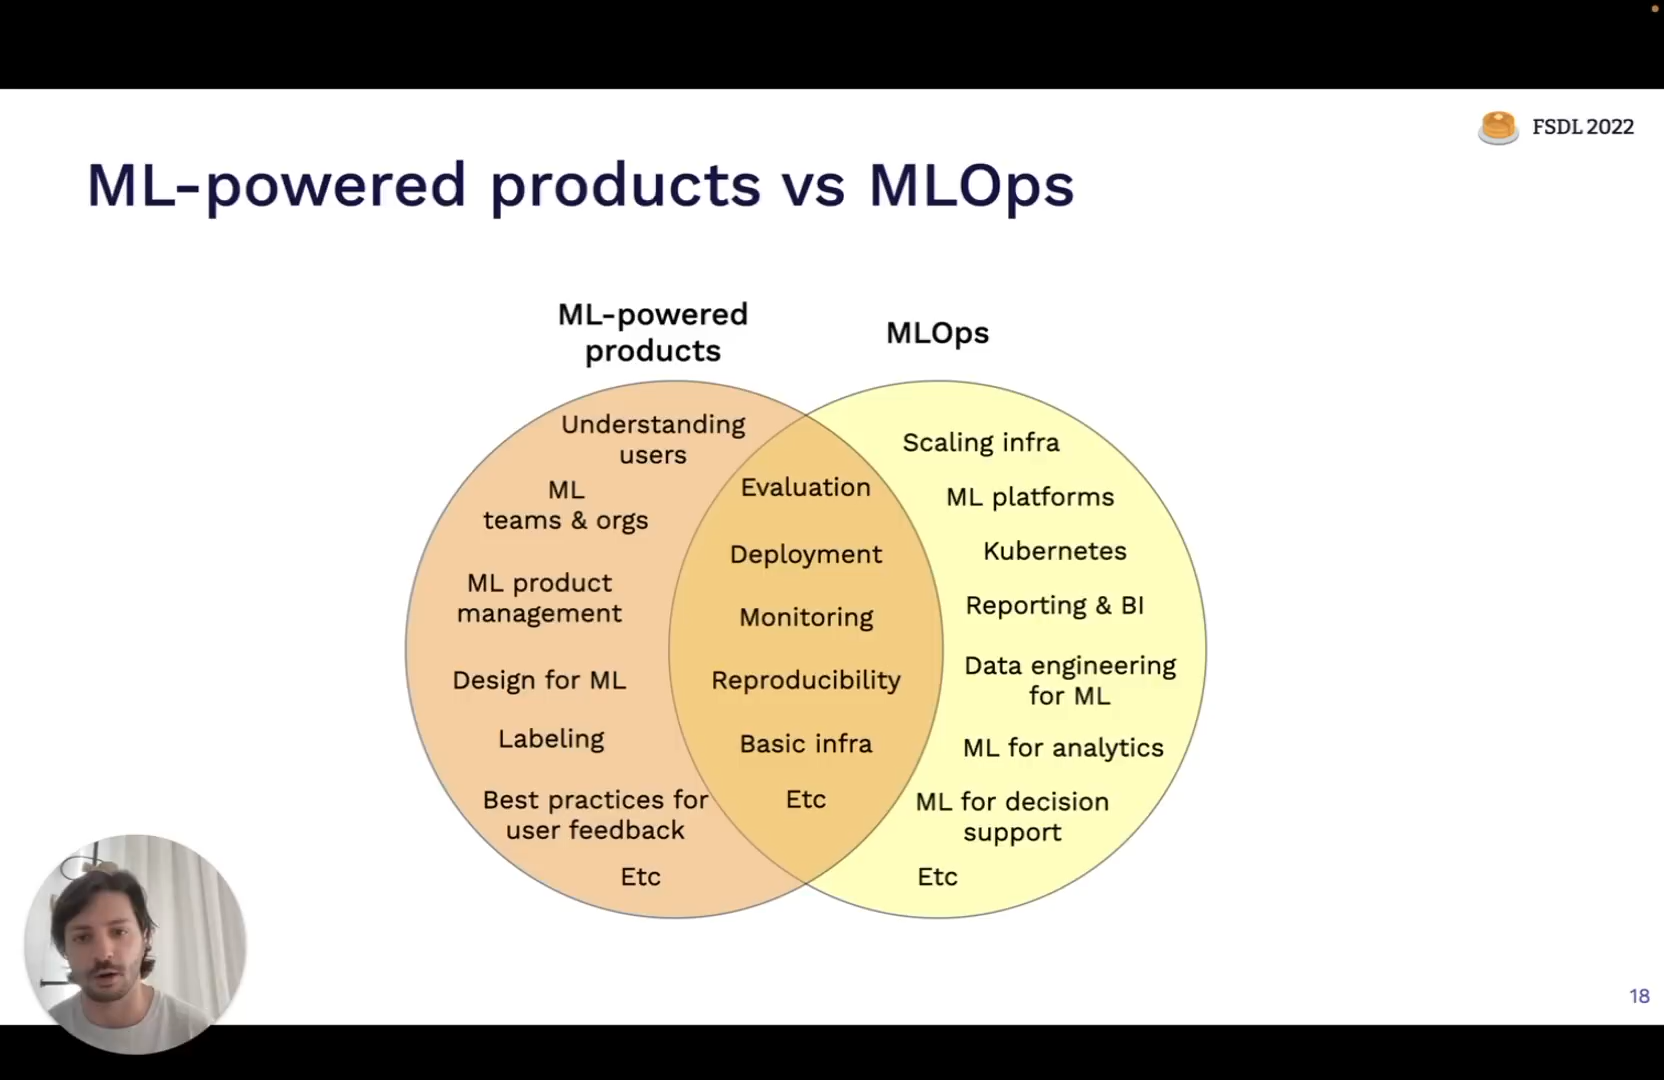 FSDL 2022
ML-powered products vs MLOps
ML-powered
products
MLOps
Understanding
users
ML
teams & orgs
ML product
management
Design for ML
Labeling
Best practices for
user feedback
Etc
Evaluation
Deployment
Monitoring
Reproducibility
Basic infra
Etc
Scaling infra
ML platforms
Kubernetes
Reporting & BI
Data engineering
for ML
ML for analytics
ML for decision
support
Etc
18